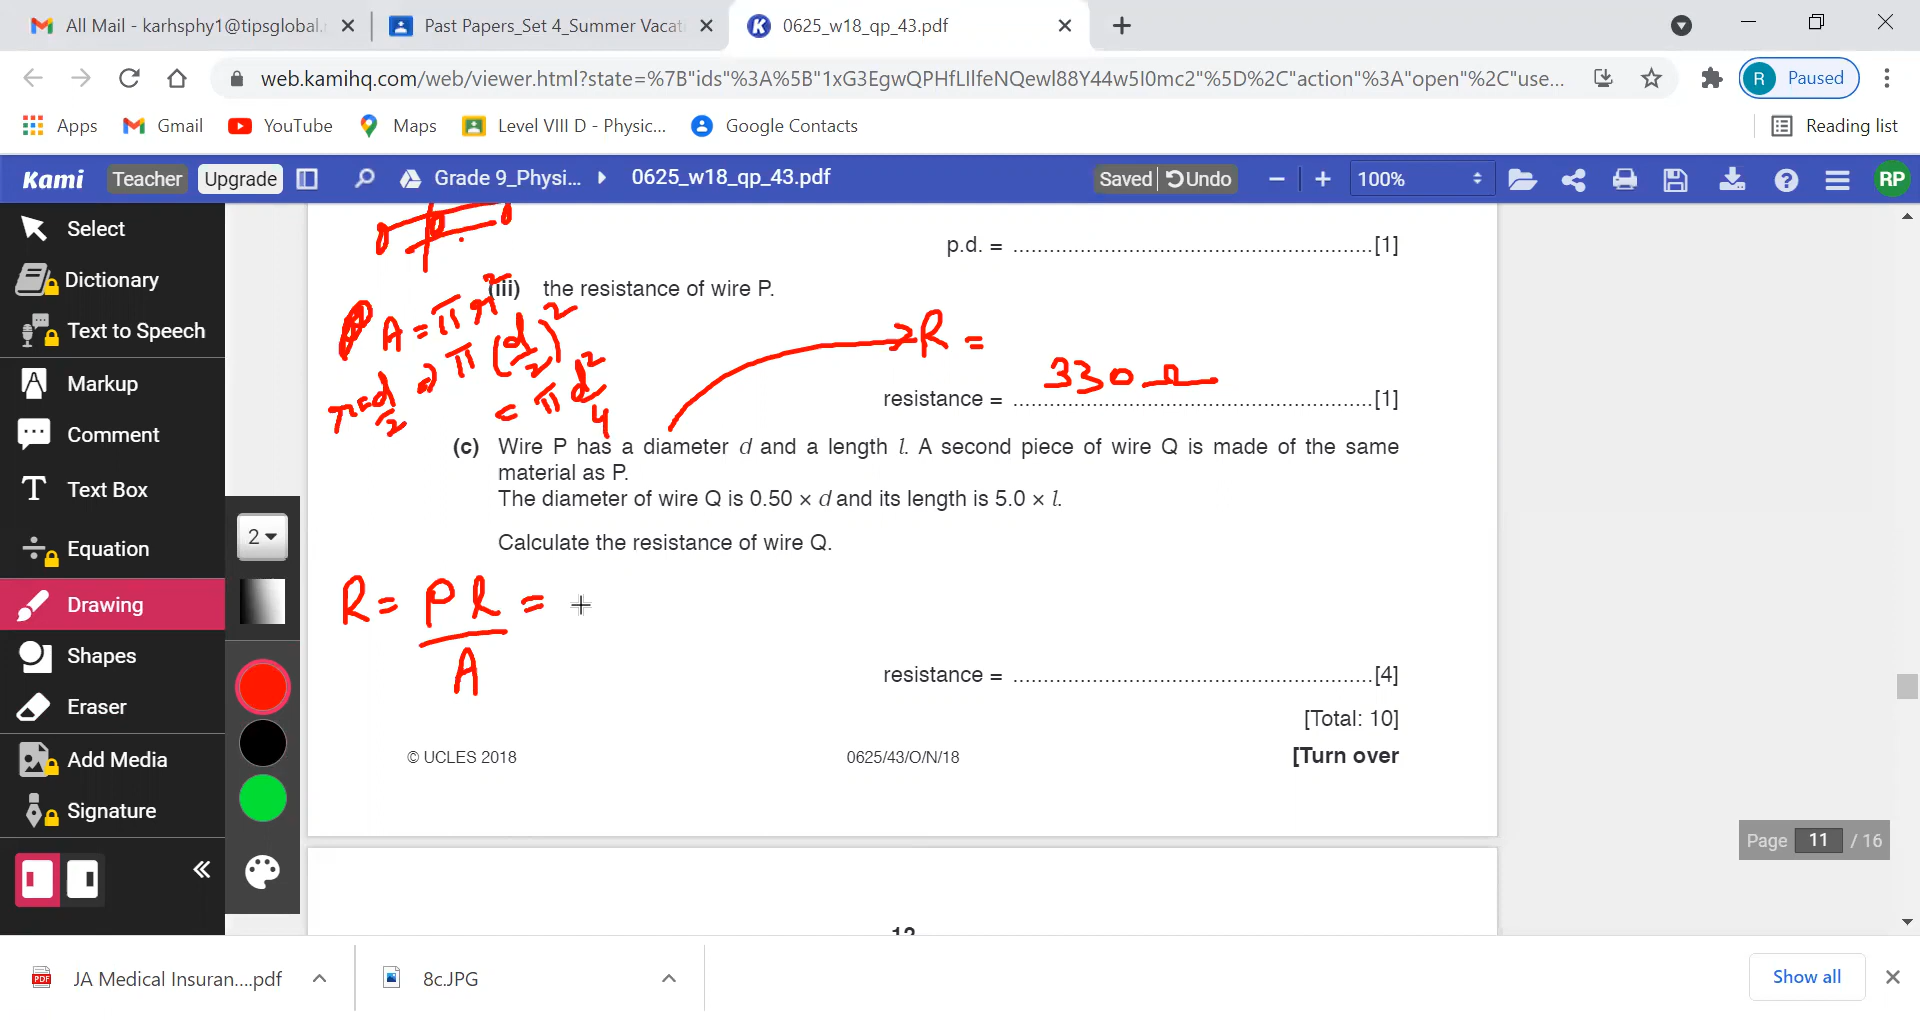 All Mail - karhsphy1@tipsglobal.
Past Papers_Set 4_Summer Vacat
0625_w18_qp_43.pdf
web.kamihq.com/web/viewer.html?state=%7B"ids"%3A%5B"1xG3EgwQPHfLIlfeNQewl88Y44w5I0mc2"%5D%2C"action"%3A"open"%2C"use...
R Paused
Apps Gmail YouTube Maps Level VIII D - Physic... Google Contacts Reading list
Kami Teacher Upgrade Grade 9_Physi... 0625_w18_qp_43.pdf Saved Undo − + 100% RP
Select
Dictionary
Text to Speech
Markup
Comment
Text Box
Equation
Drawing
Shapes
Eraser
Add Media
Signature
2
p.d. = ............................................................[1]
(iii) the resistance of wire P.
A = πr²
r = d/2 ⇒ π (d/2)²
= π d²/4
R =
330 Ω
resistance = ............................................................[1]
(c) Wire P has a diameter d and a length l. A second piece of wire Q is made of the same
material as P.
The diameter of wire Q is 0.50 × d and its length is 5.0 × l.
Calculate the resistance of wire Q.
R = ρ l =
A
resistance = ............................................................[4]
[Total: 10]
© UCLES 2018 0625/43/O/N/18 [Turn over
Page 11 / 16
12
JA Medical Insuran....pdf
8c.JPG
Show all